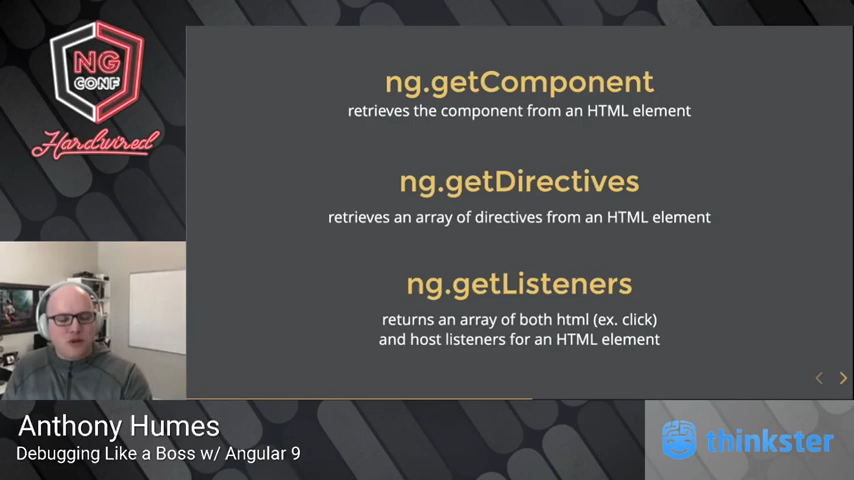 NG
CONF
Hardwired
ng.getComponent
retrieves the component from an HTML element
ng.getDirectives
retrieves an array of directives from an HTML element
ng.getListeners
returns an array of both html (ex. click)
and host listeners for an HTML element
Anthony Humes
Debugging Like a Boss w/ Angular 9
thinkster